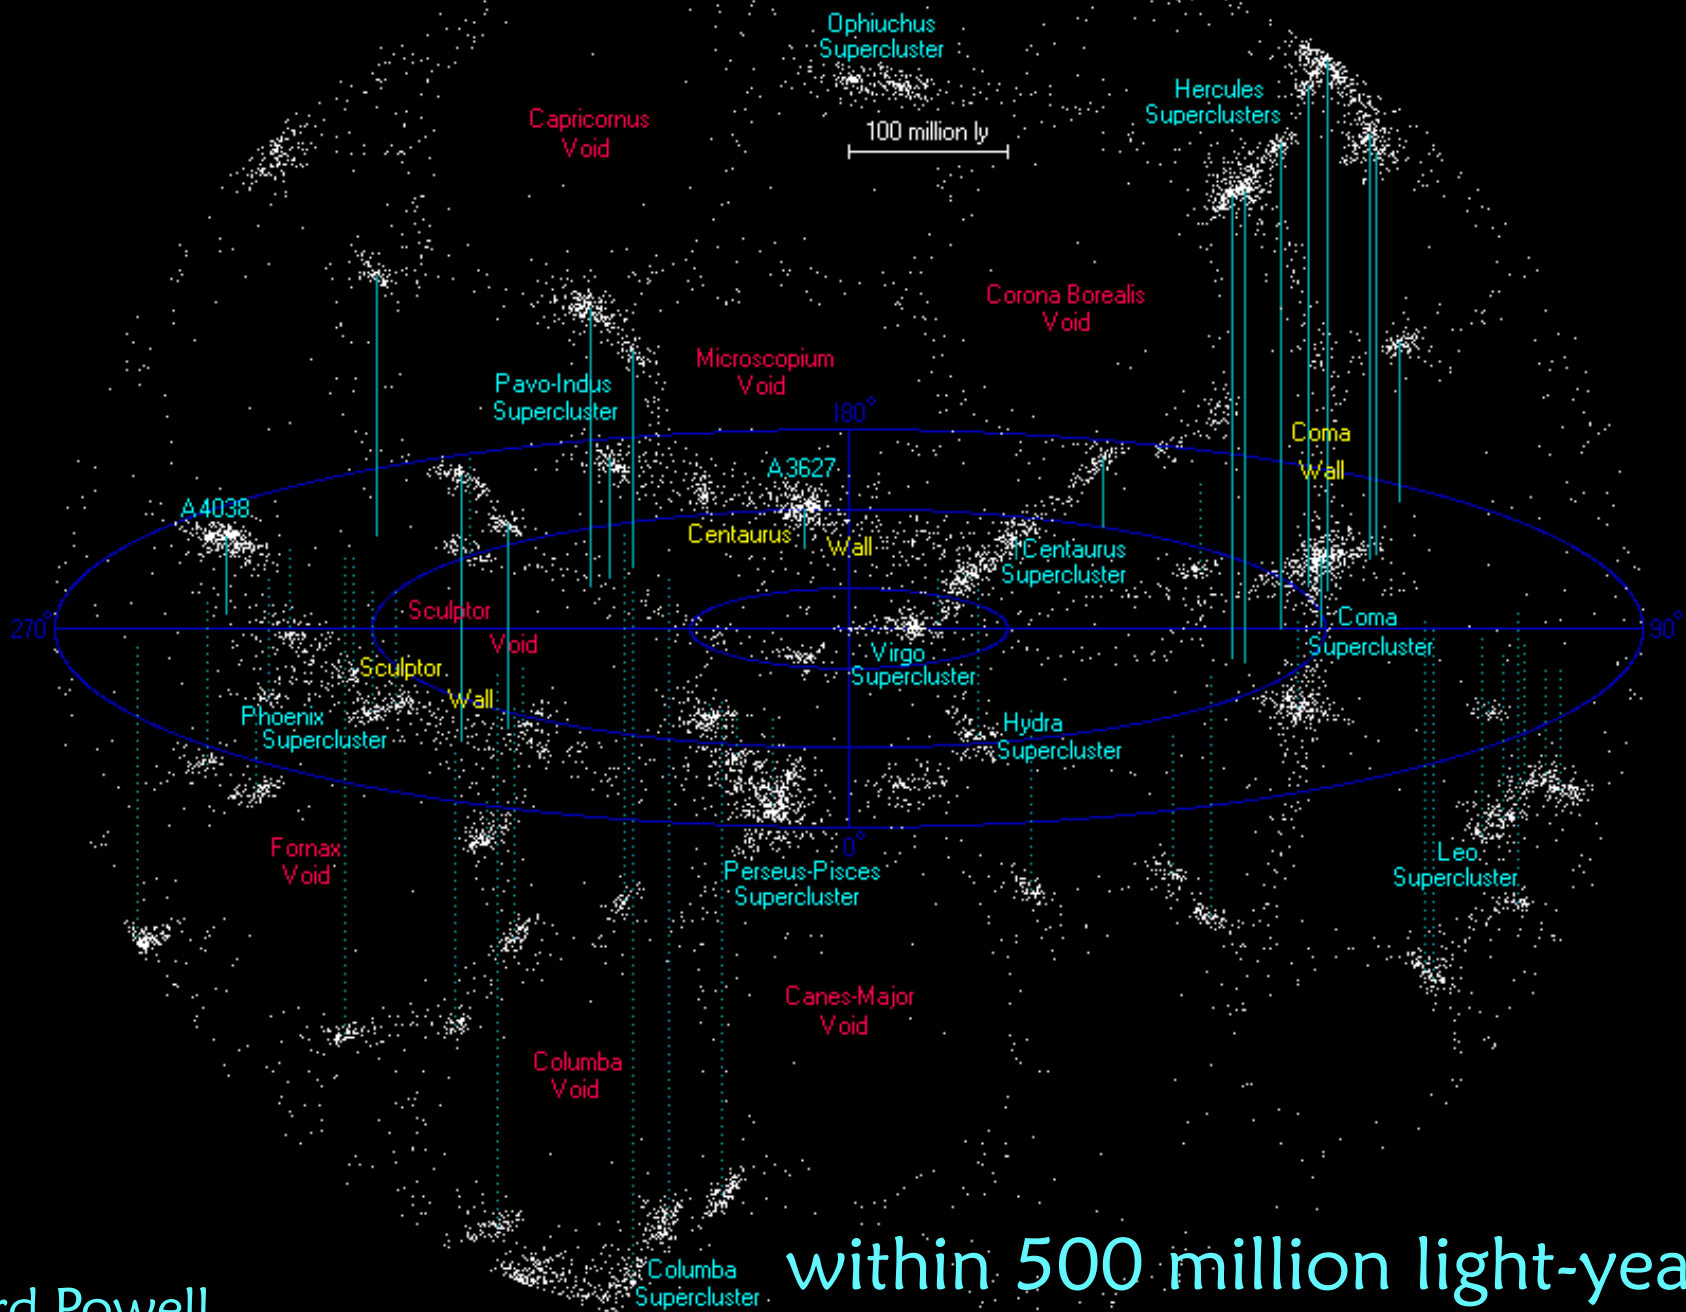 Ophiuchus
Supercluster
Hercules
Superclusters
Capricornus
Void
100 million ly
Corona Borealis
Void
Microscopium
Void
Pavo-Indus
Supercluster
180°
Coma
Wall
A3627
A4038
Centaurus
Wall
Centaurus
Supercluster
Sculptor
Void
270°
90°
Coma
Supercluster
Virgo
Supercluster
Sculptor
Wall
Phoenix
Supercluster
Hydra
Supercluster
0°
Fornax
Void
Perseus-Pisces
Supercluster
Leo
Supercluster
Canes-Major
Void
Columba
Void
Columba
Supercluster
within 500 million light-yea
rd Powell